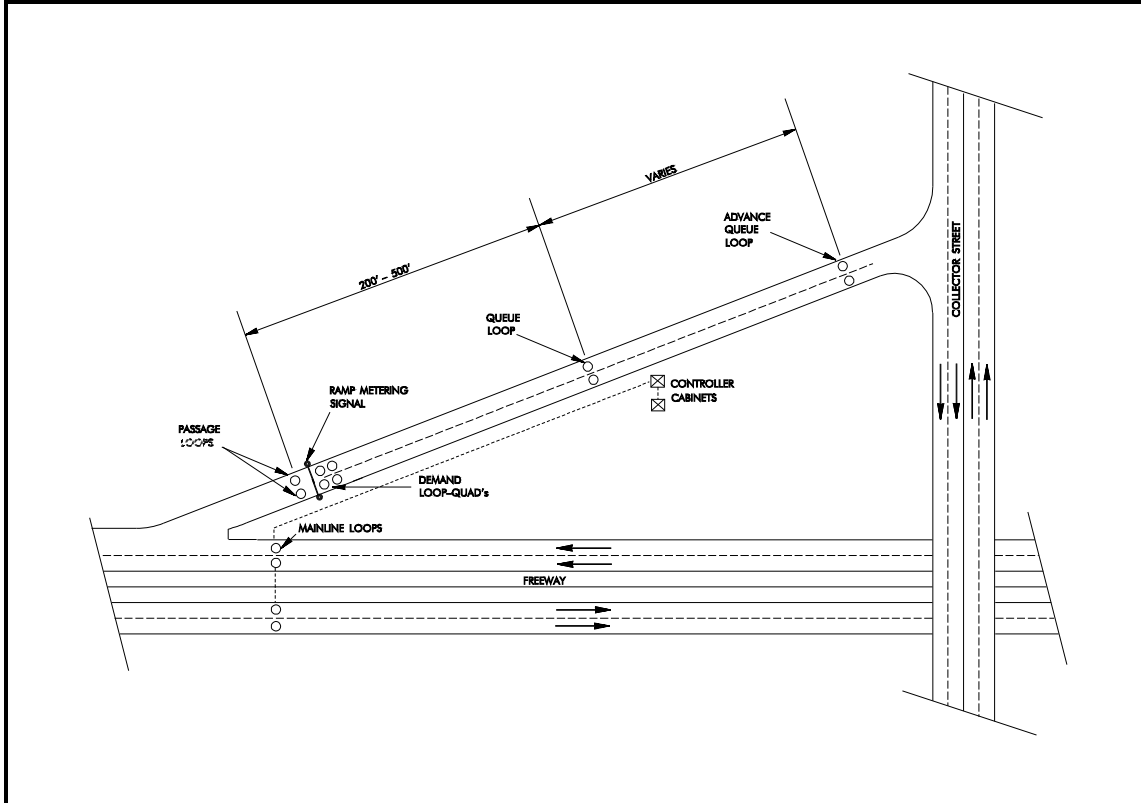 VARIES
ADVANCE
QUEUE
LOOP
COLLECTOR STREET
200' – 500'
QUEUE
LOOP
RAMP METERING
SIGNAL
CONTROLLER
CABINETS
PASSAGE
LOOPS
DEMAND
LOOP–QUAD's
MAINLINE LOOPS
FREEWAY